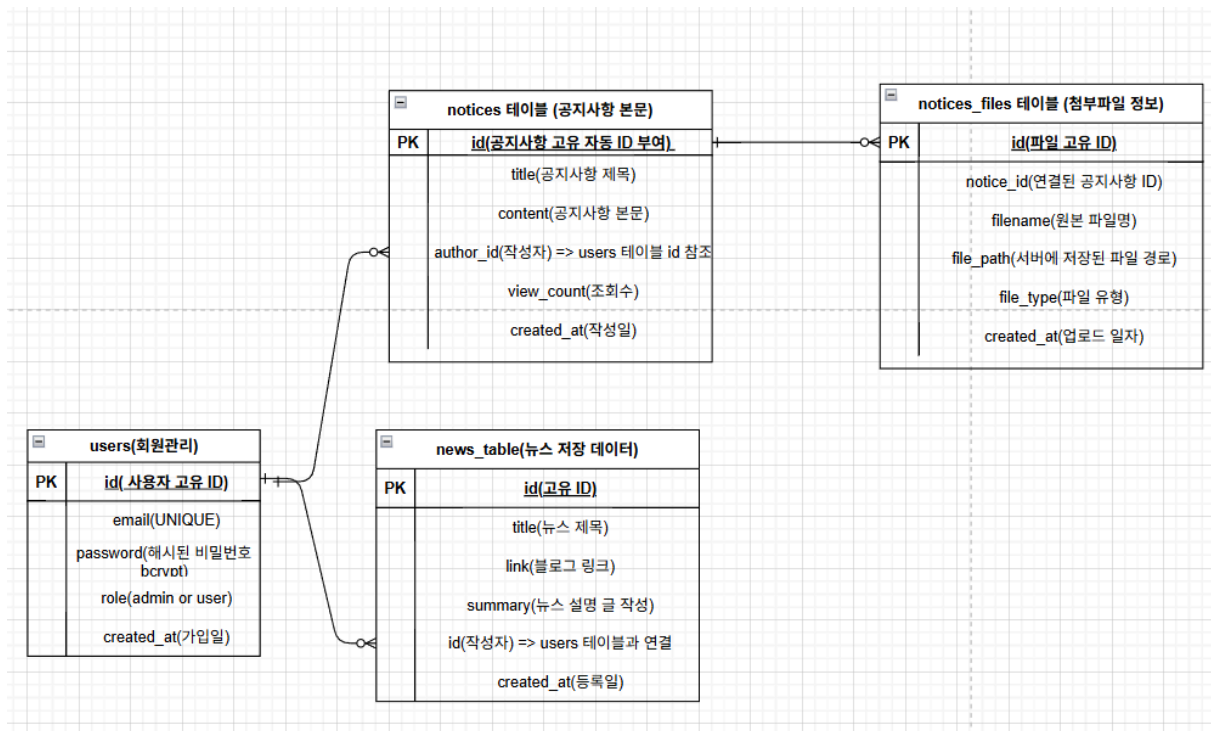 notices 테이블 (공지사항 본문)
PK
id(공지사항 고유 자동 ID 부여)
title(공지사항 제목)
content(공지사항 본문)
author_id(작성자) => users 테이블 id 참조
view_count(조회수)
created_at(작성일)
notices_files 테이블 (첨부파일 정보)
PK
id(파일 고유 ID)
notice_id(연결된 공지사항 ID)
filename(원본 파일명)
file_path(서버에 저장된 파일 경로)
file_type(파일 유형)
created_at(업로드 일자)
users(회원관리)
PK
id( 사용자 고유 ID)
email(UNIQUE)
password(해시된 비밀번호
bcrypt)
role(admin or user)
created_at(가입일)
news_table(뉴스 저장 데이터)
PK
id(고유 ID)
title(뉴스 제목)
link(블로그 링크)
summary(뉴스 설명 글 작성)
id(작성자) => users 테이블과 연결
created_at(등록일)